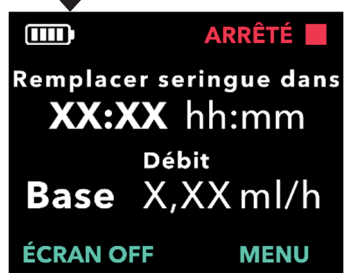 ARRÊTÉ
Remplacer seringue dans
XX:XX hh:mm
Débit
Base X,XX ml/h
ÉCRAN OFF MENU